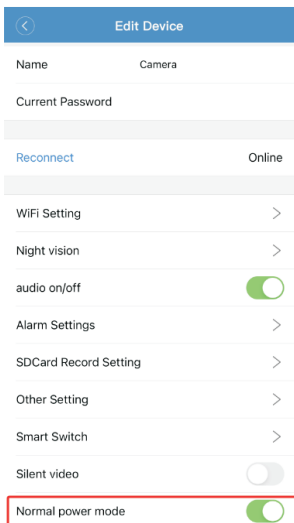 Edit Device
Name Camera
Current Password
Reconnect Online
WiFi Setting
Night vision
audio on/off
Alarm Settings
SDCard Record Setting
Other Setting
Smart Switch
Silent video
Normal power mode